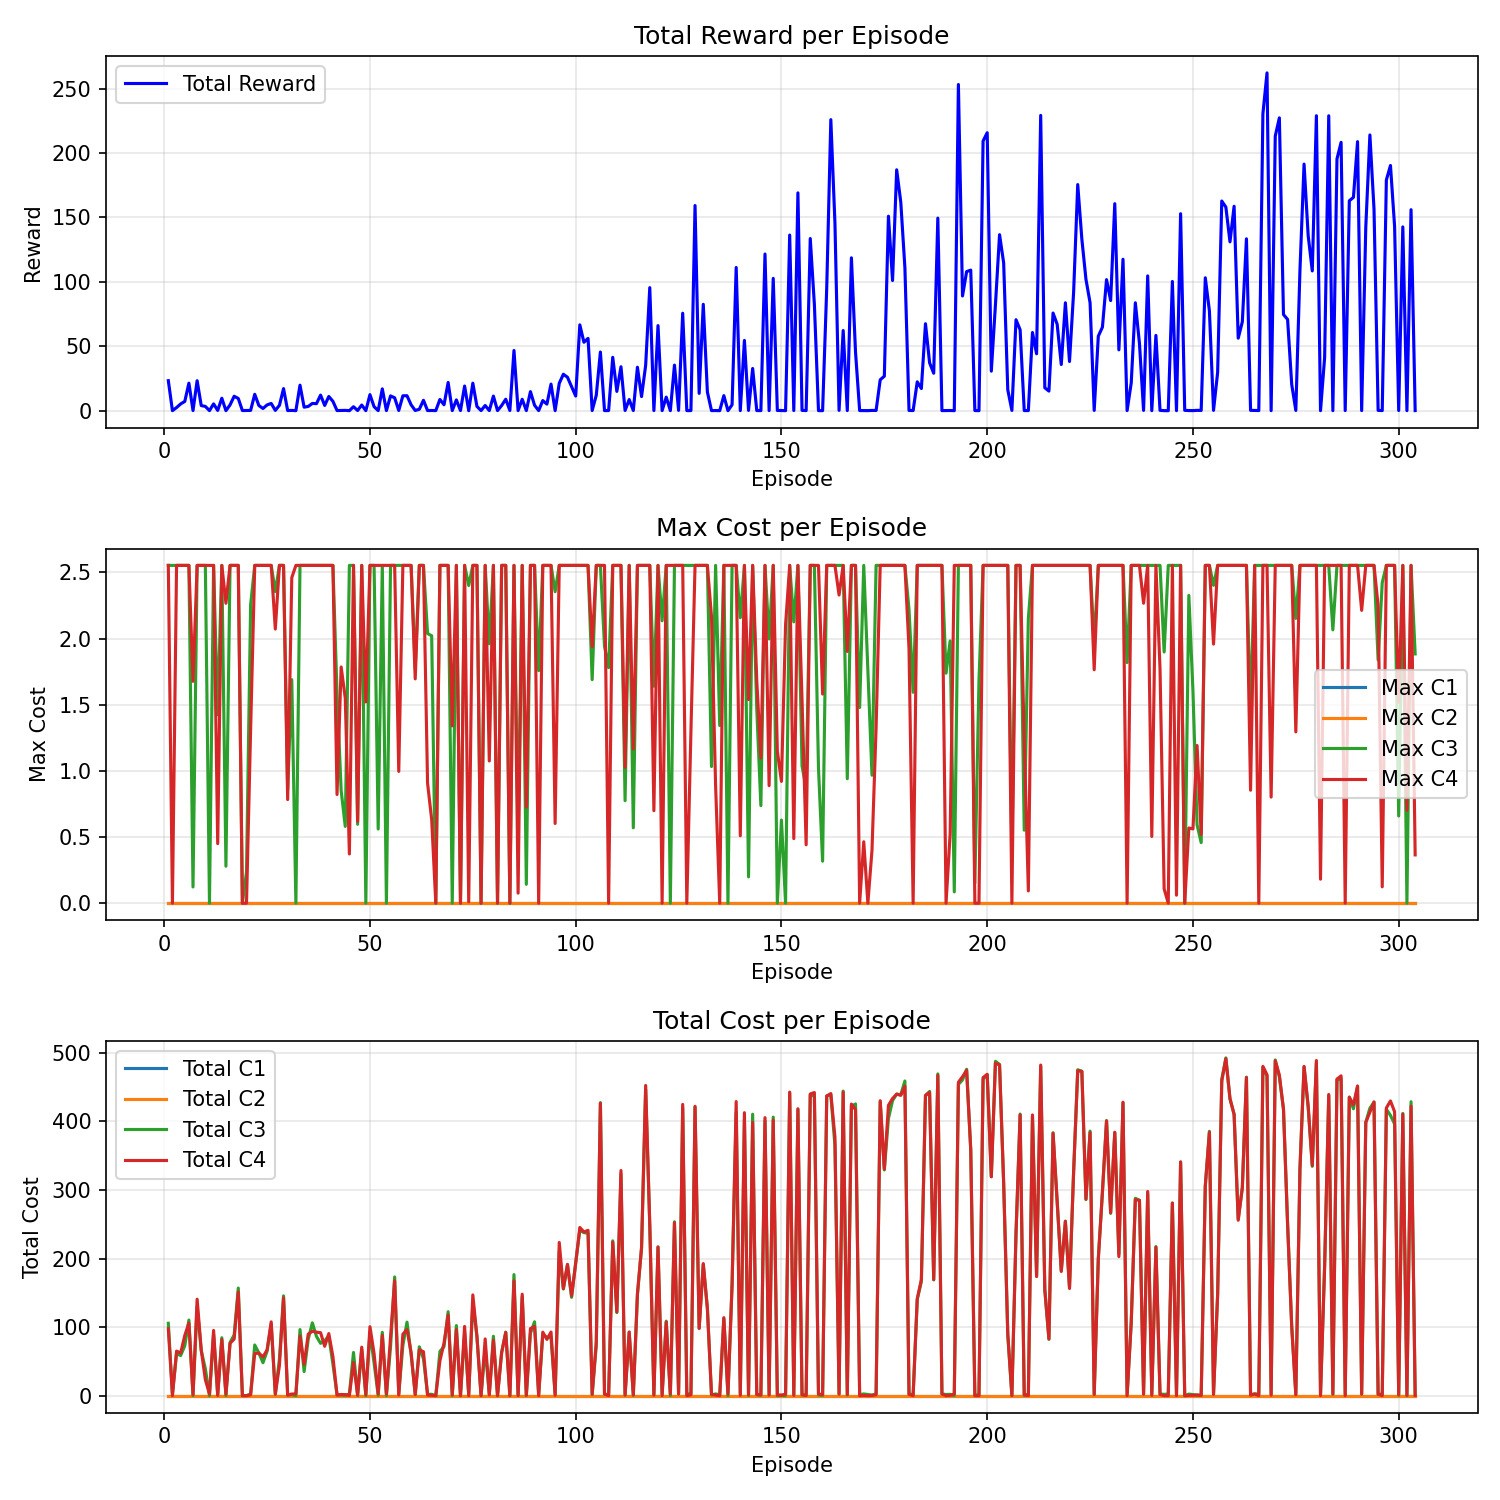 Total Reward per Episode
Total Reward
Reward
250
200
150
100
50
0
0 50 100 150 200 250 300
Episode
Max Cost per Episode
Max Cost
2.5
2.0
1.5
1.0
0.5
0.0
Max C1
Max C2
Max C3
Max C4
0 50 100 150 200 250 300
Episode
Total Cost per Episode
Total Cost
500
400
300
200
100
0
Total C1
Total C2
Total C3
Total C4
0 50 100 150 200 250 300
Episode